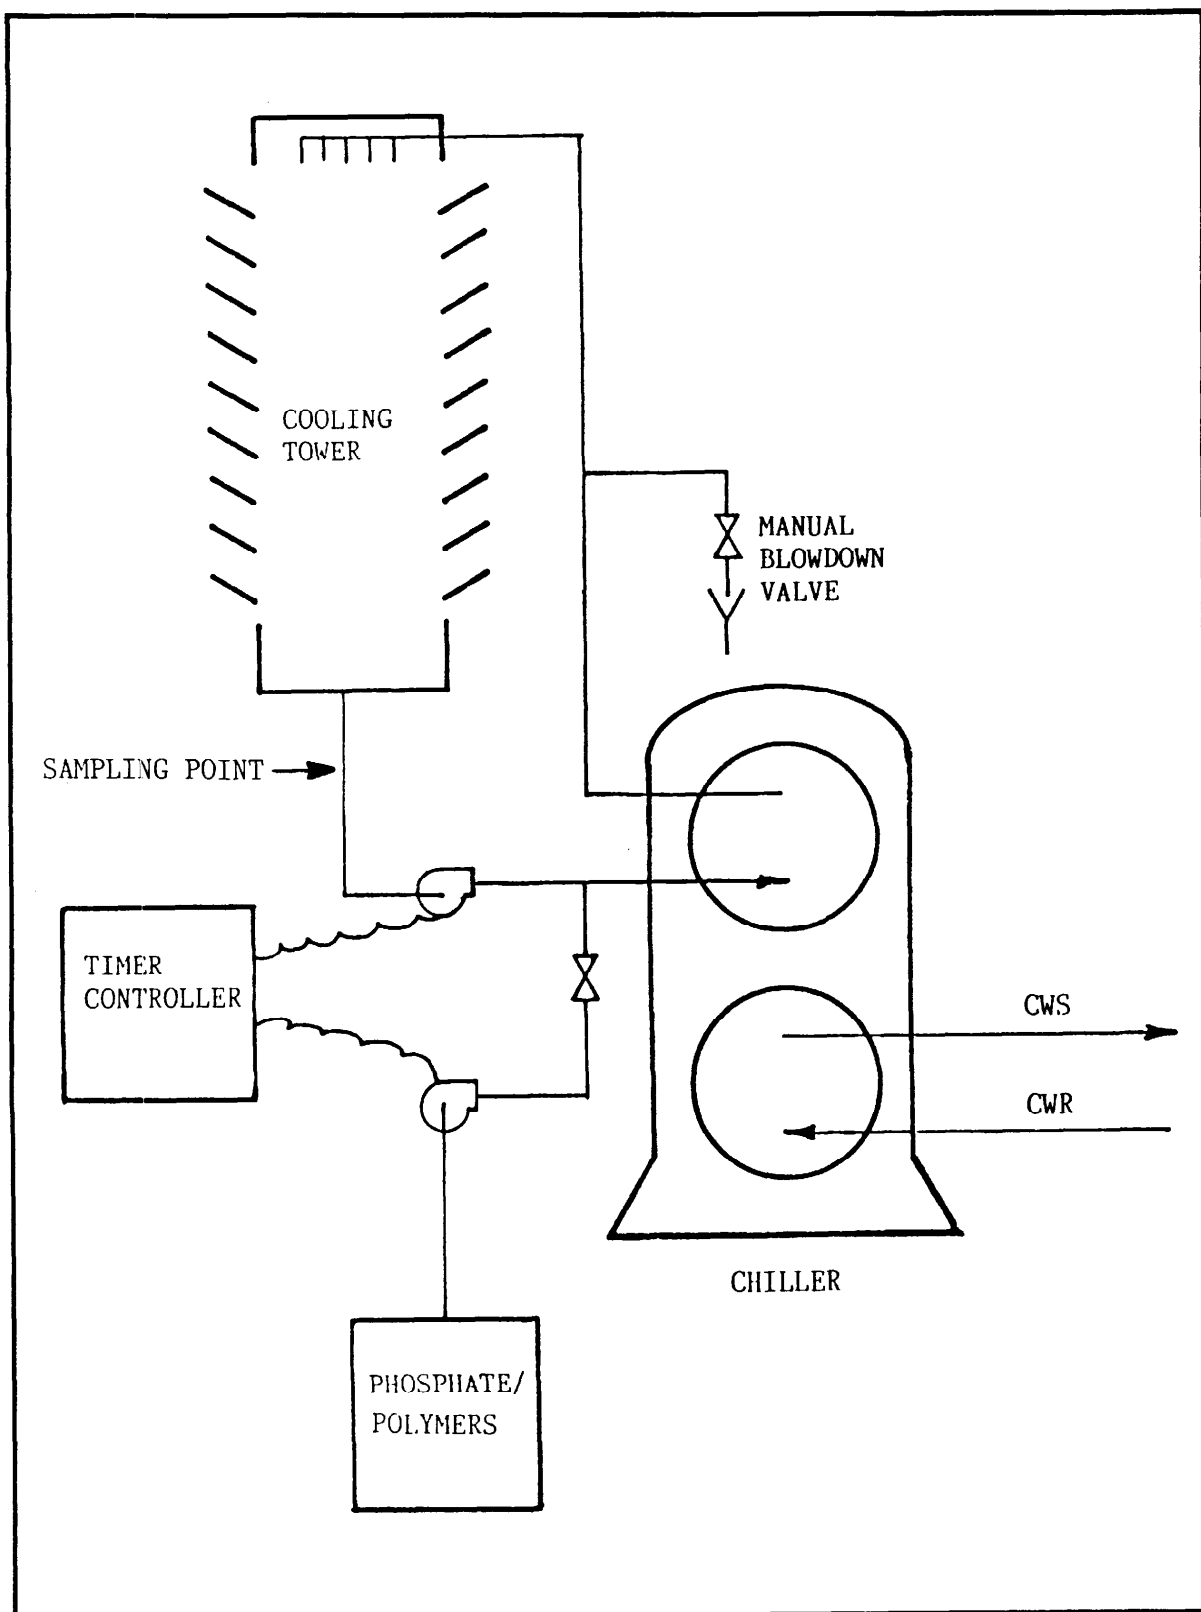 COOLING
TOWER
MANUAL
BLOWDOWN
VALVE
SAMPLING POINT
TIMER
CONTROLLER
CWS
CWR
CHILLER
PHOSPHATE/
POLYMERS